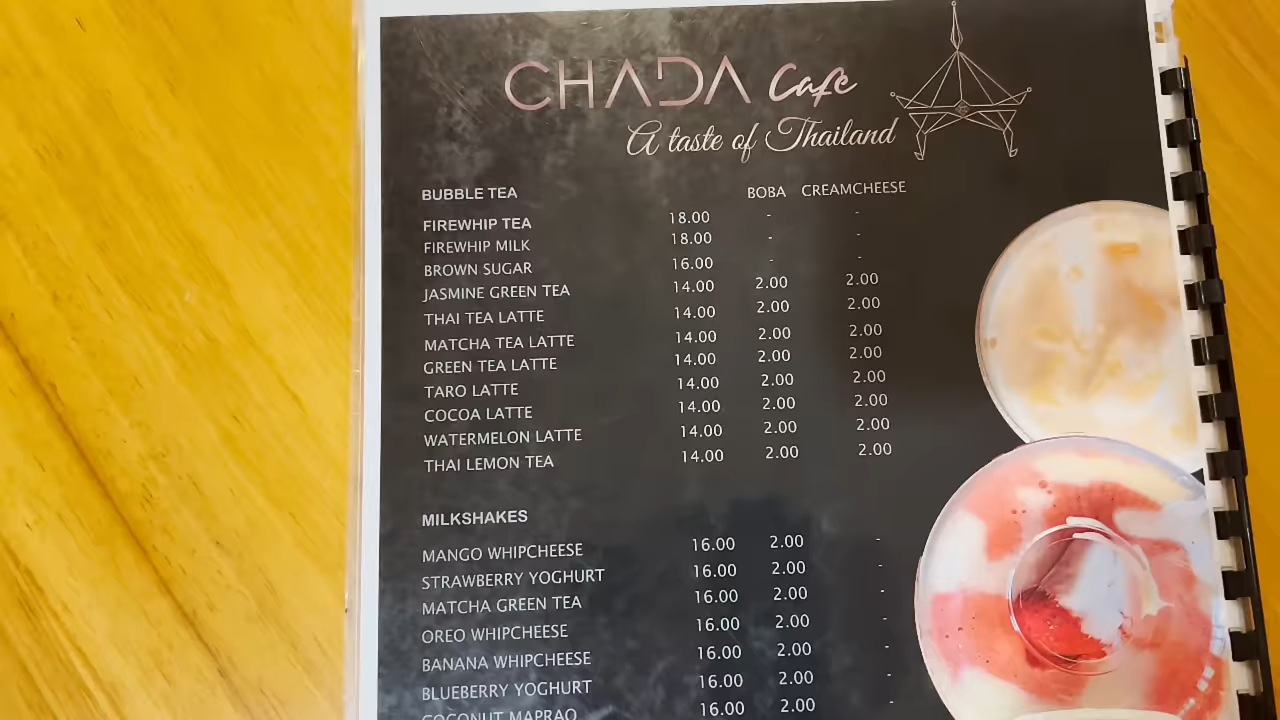 CHADA Cafe
A taste of Thailand
BUBBLE TEA BOBA CREAMCHEESE
FIREWHIP TEA 18.00 - -
FIREWHIP MILK 18.00 - -
BROWN SUGAR 16.00 - -
JASMINE GREEN TEA 14.00 2.00 2.00
THAI TEA LATTE 14.00 2.00 2.00
MATCHA TEA LATTE 14.00 2.00 2.00
GREEN TEA LATTE 14.00 2.00 2.00
TARO LATTE 14.00 2.00 2.00
COCOA LATTE 14.00 2.00 2.00
WATERMELON LATTE 14.00 2.00 2.00
THAI LEMON TEA 14.00 2.00 2.00
MILKSHAKES
MANGO WHIPCHEESE 16.00 2.00 -
STRAWBERRY YOGHURT 16.00 2.00 -
MATCHA GREEN TEA 16.00 2.00 -
OREO WHIPCHEESE 16.00 2.00 -
BANANA WHIPCHEESE 16.00 2.00 -
BLUEBERRY YOGHURT 16.00 2.00 -
COCONUT MAPRAO 16.00 2.00 -